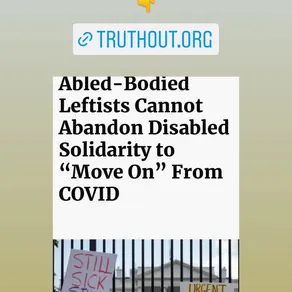 TRUTHOUT.ORG
Abled-Bodied
Leftists Cannot
Abandon Disabled
Solidarity to
“Move On” From
COVID
STILL
SICK
URGENT